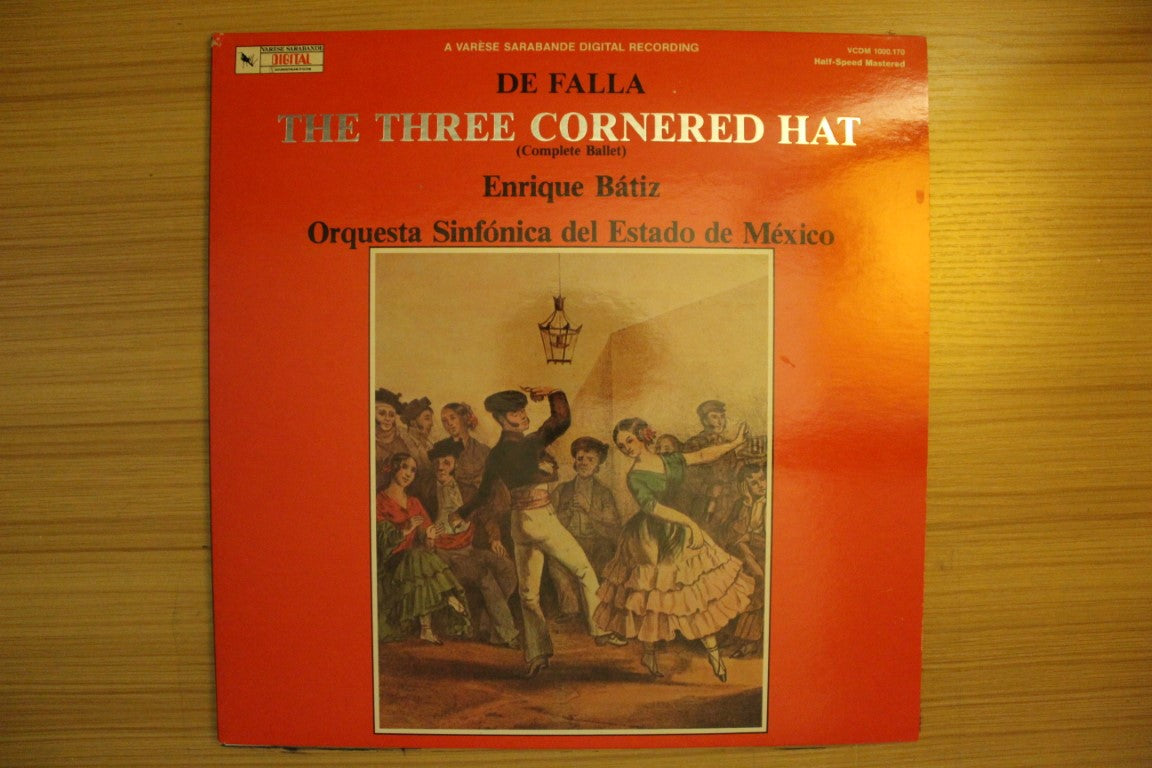 VARÈSE SARABANDE
DIGITAL
A VARÈSE SARABANDE DIGITAL RECORDING
VCDM 1000.170
Half-Speed Mastered
DE FALLA
THE THREE CORNERED HAT
(Complete Ballet)
Enrique Bátiz
Orquesta Sinfónica del Estado de México